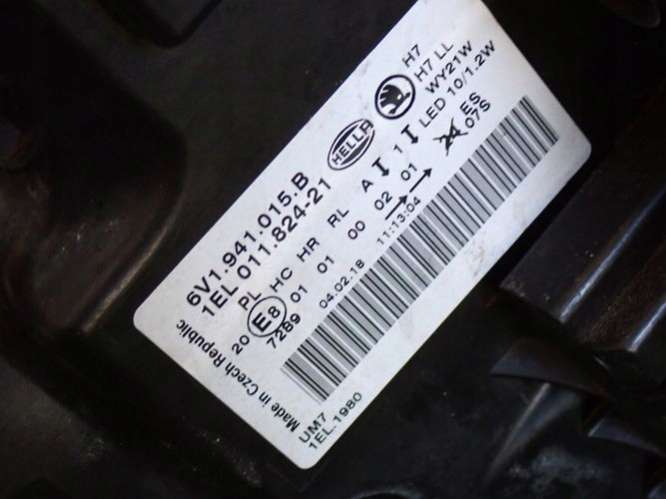 6V1.941.015.B
1EL 011.824-21
HELLA
H7
H7 LL
WY21W
LED 10/1.2W
20 PL HC HR RL A 1
E8 01 01 00 02 01
7289 04.02.18 11:13:04
ES
07S
Made in Czech Republic
UM7
1EL.1980